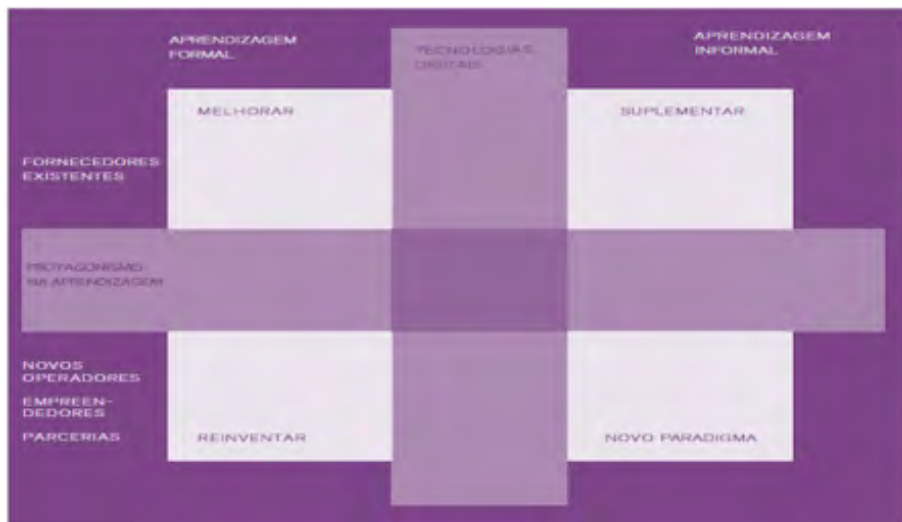 APRENDIZAGEM
FORMAL
TECNOLOGIAS
DIGITAIS
APRENDIZAGEM
INFORMAL
MELHORAR
SUPLEMENTAR
FORNECEDORES
EXISTENTES
PROTAGONISMO
NA APRENDIZAGEM
NOVOS
OPERADORES
EMPREEN-
DEDORES
PARCERIAS
REINVENTAR
NOVO PARADIGMA